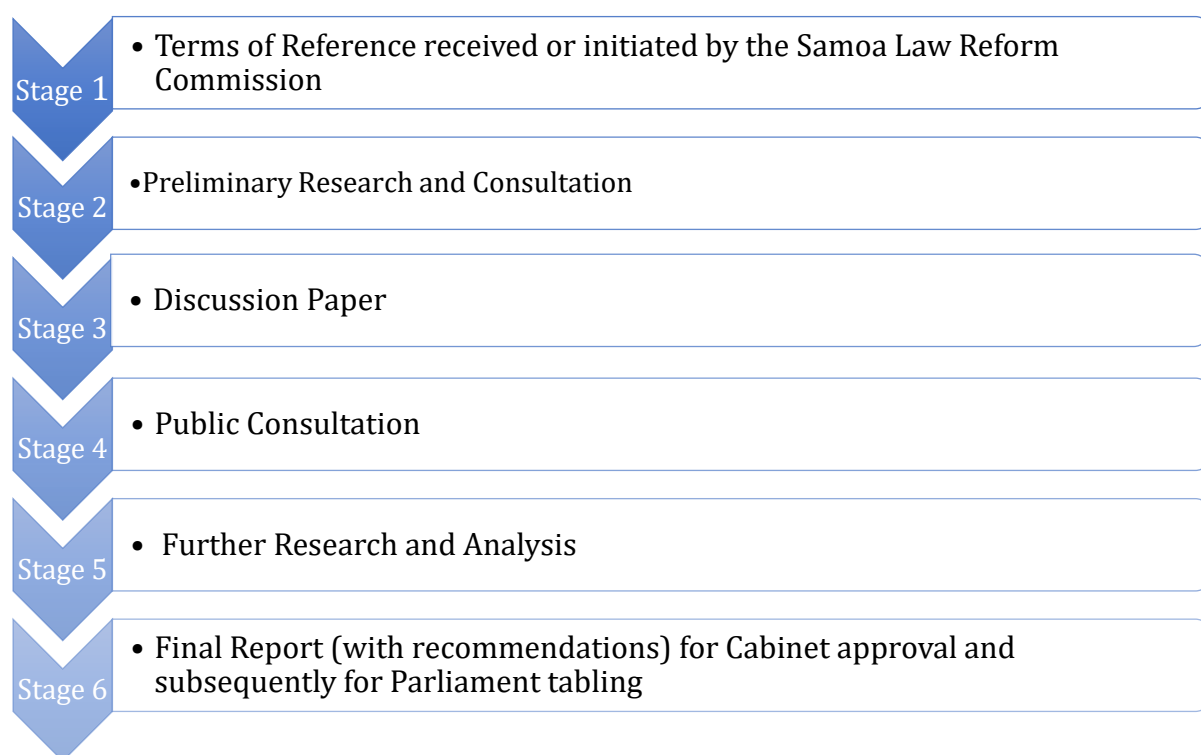 Stage 1
• Terms of Reference received or initiated by the Samoa Law Reform
Commission
Stage 2
•Preliminary Research and Consultation
Stage 3
• Discussion Paper
Stage 4
• Public Consultation
Stage 5
• Further Research and Analysis
Stage 6
• Final Report (with recommendations) for Cabinet approval and
subsequently for Parliament tabling